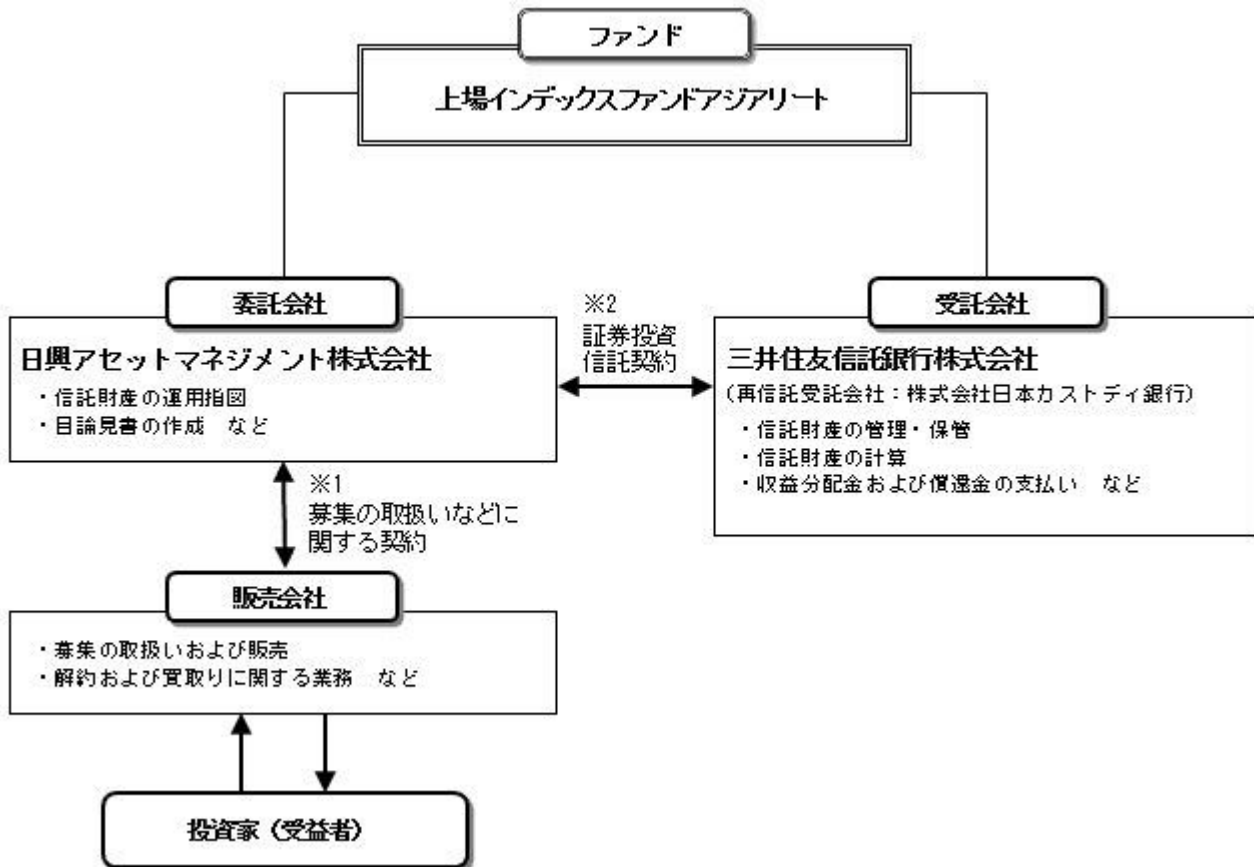 ファンド
上場インデックスファンドアジアリート
委託会社
日興アセットマネジメント株式会社
・信託財産の運用指図
・目論見書の作成　など
※2
証券投資
信託契約
受託会社
三井住友信託銀行株式会社
(再信託受託会社：株式会社日本カストディ銀行)
・信託財産の管理・保管
・信託財産の計算
・収益分配金および償還金の支払い　など
※1
募集の取扱いなどに
関する契約
販売会社
・募集の取扱いおよび販売
・解約および買取りに関する業務　など
投資家（受益者）